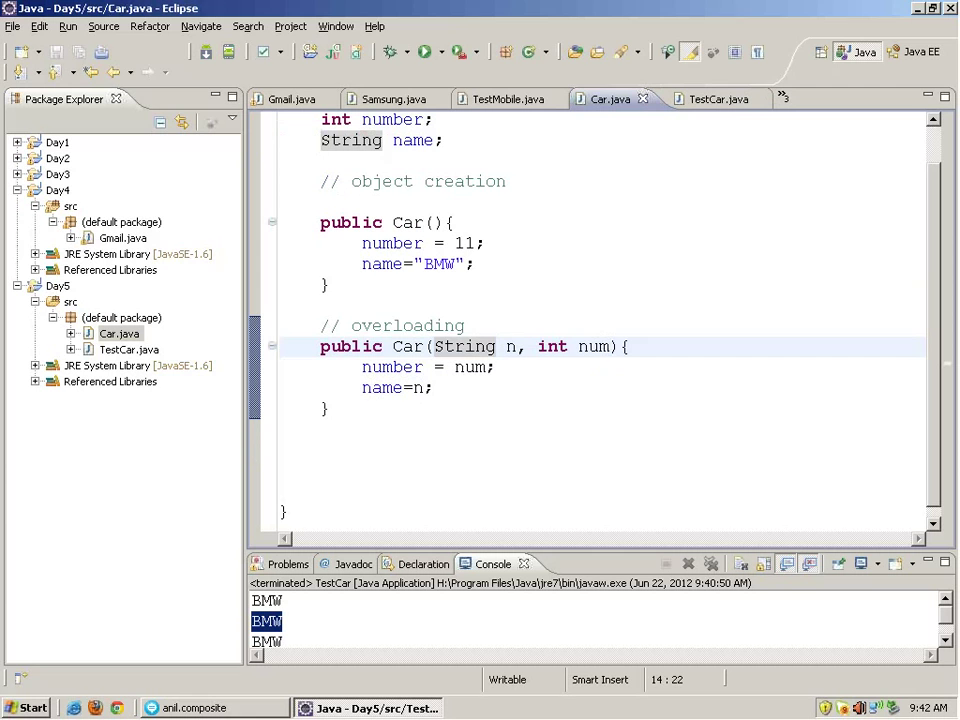 Java - Day5/src/Car.java - Eclipse
File Edit Run Source Refactor Navigate Search Project Window Help
Java Java EE
Package Explorer
Gmail.java Samsung.java TestMobile.java Car.java TestCar.java »3
Day1
Day2
Day3
Day4
src
(default package)
Gmail.java
JRE System Library [JavaSE-1.6]
Referenced Libraries
Day5
src
(default package)
Car.java
TestCar.java
JRE System Library [JavaSE-1.6]
Referenced Libraries
int number;
String name;
// object creation
public Car(){
number = 11;
name="BMW";
}
// overloading
public Car(String n, int num){
number = num;
name=n;
}
}
Problems Javadoc Declaration Console
<terminated> TestCar [Java Application] H:\Program Files\Java\jre7\bin\javaw.exe (Jun 22, 2012 9:40:50 AM)
BMW
BMW
BMW
Writable Smart Insert 14 : 22
Start anil.composite Java - Day5/src/Test... 9:42 AM